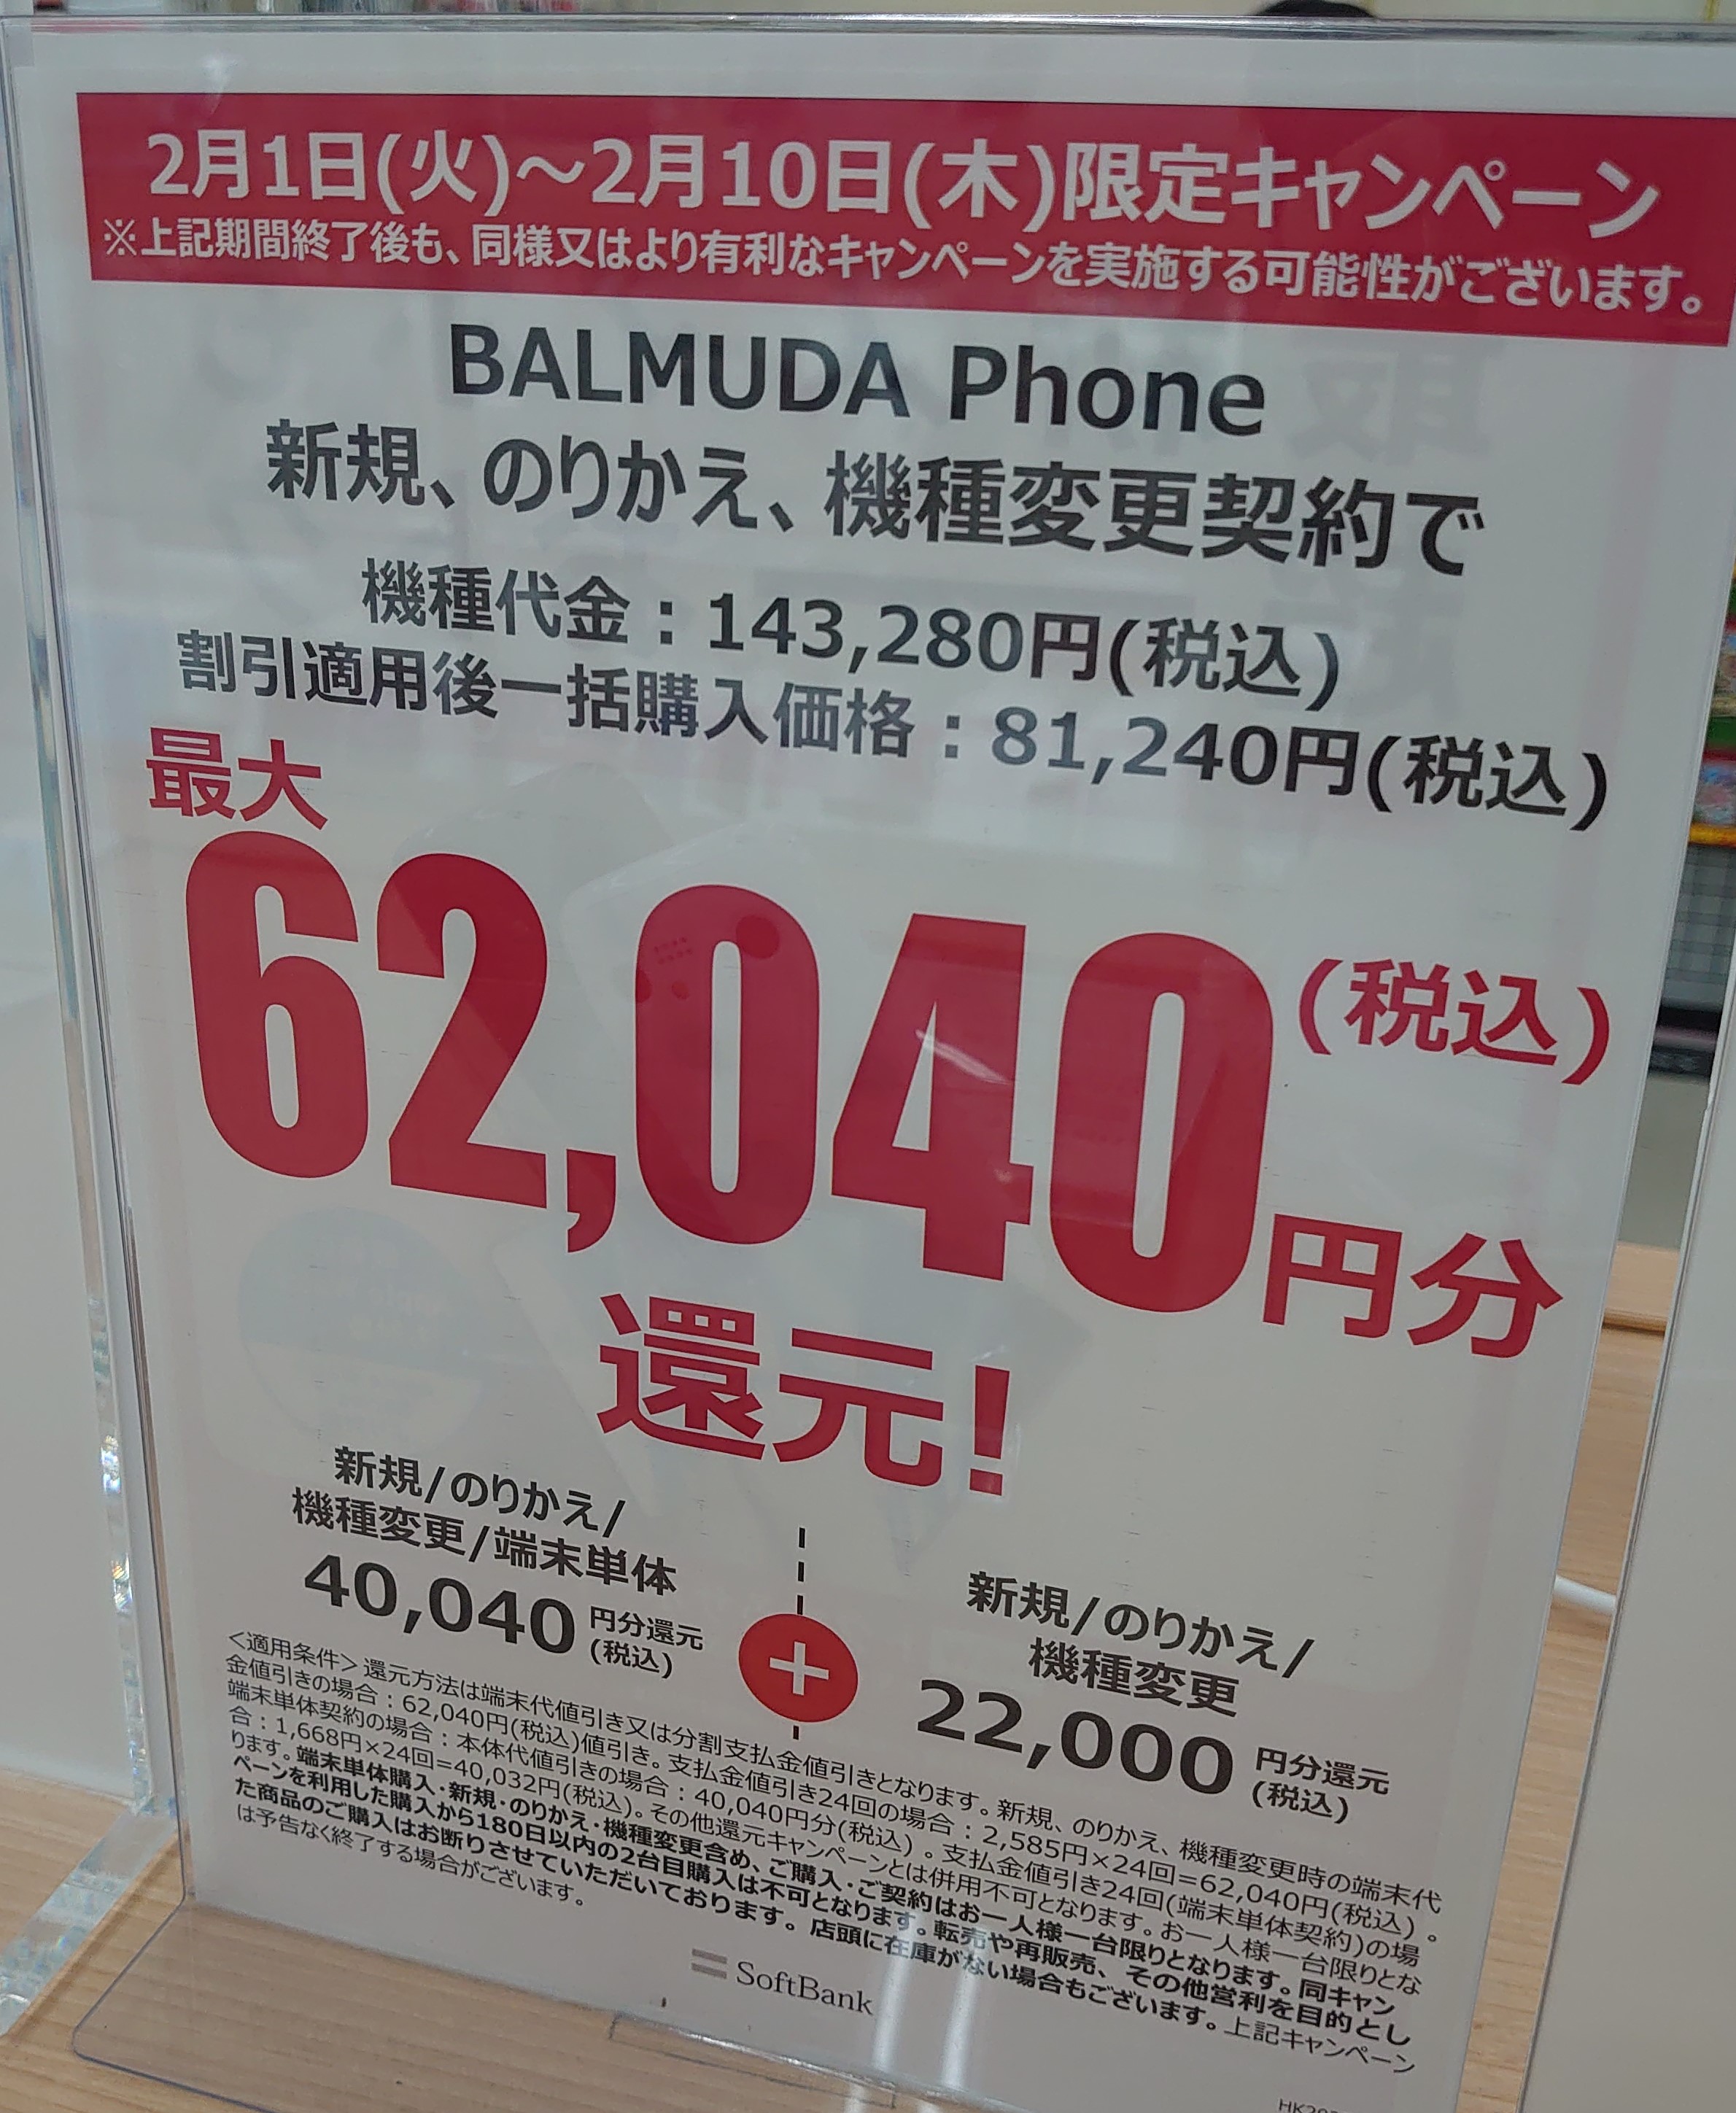 2月1日(火)～2月10日(木)限定キャンペーン
※上記期間終了後も、同様又はより有利なキャンペーンを実施する可能性がございます。
BALMUDA Phone
新規、のりかえ、機種変更契約で
機種代金：143,280円(税込)
割引適用後一括購入価格：81,240円(税込)
最大
62,040円分(税込)
還元!
新規/のりかえ/
機種変更/端末単体
40,040円分還元(税込)
+
新規/のりかえ/
機種変更
22,000円分還元(税込)
<適用条件>還元方法は端末代値引き又は分割支払金値引きとなります。新規、のりかえ、機種変更時の端末代
金値引きの場合：62,040円(税込)値引き。支払金値引き24回の場合：2,585円×24回=62,040円(税込)。
端末単体契約の場合：本体代値引きの場合：40,040円分(税込)。支払金値引き24回(端末単体契約)の場
合：1,668円×24回=40,032円(税込)。その他還元キャンペーンとは併用不可となります。お一人様一台限りとな
ります。端末単体購入・新規・のりかえ・機種変更含め、ご購入・ご契約はお一人様一台限りとなります。同キャン
ペーンを利用した購入から180日以内の2台目購入は不可となります。転売や再販売、その他営利を目的とし
た商品のご購入はお断りさせていただいております。店頭に在庫がない場合もございます。上記キャンペーン
は予告なく終了する場合がございます。
SoftBank